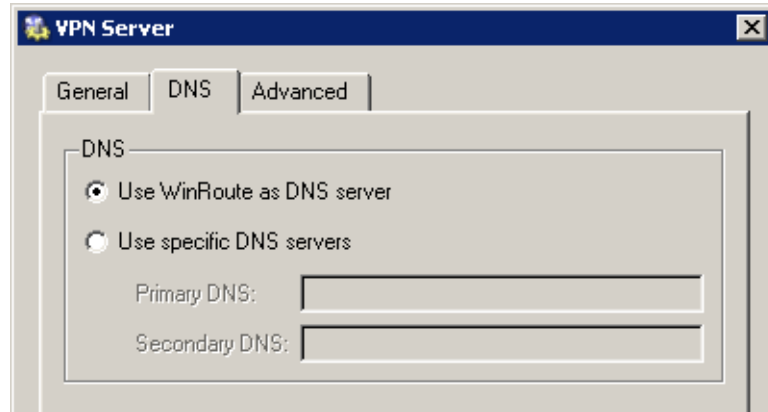 VPN Server
General DNS Advanced
DNS
Use WinRoute as DNS server
Use specific DNS servers
Primary DNS:
Secondary DNS: